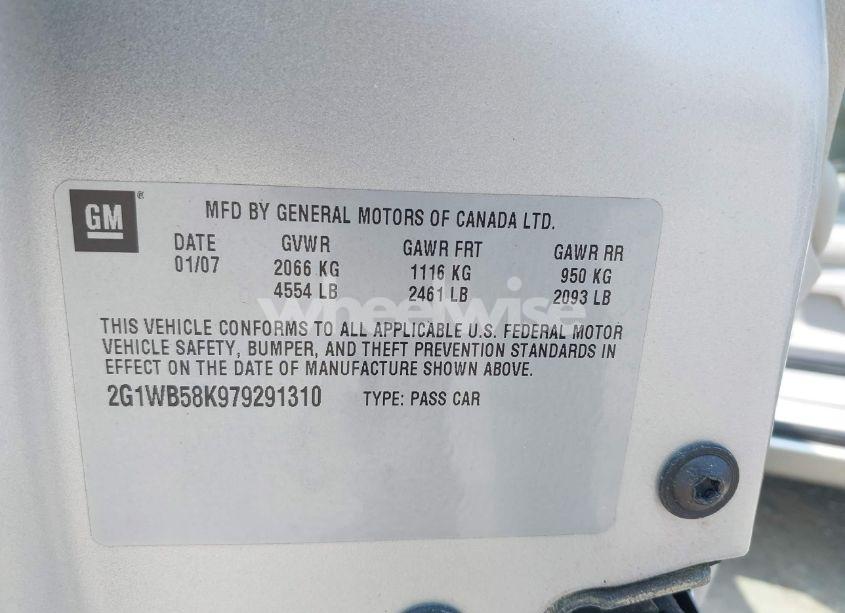 GM ®
MFD BY GENERAL MOTORS OF CANADA LTD.
DATE GVWR GAWR FRT GAWR RR
01/07 2066 KG 1116 KG 950 KG
4554 LB 2461 LB 2093 LB
wheelwise
THIS VEHICLE CONFORMS TO ALL APPLICABLE U.S. FEDERAL MOTOR
VEHICLE SAFETY, BUMPER, AND THEFT PREVENTION STANDARDS IN
EFFECT ON THE DATE OF MANUFACTURE SHOWN ABOVE.
2G1WB58K979291310 TYPE: PASS CAR